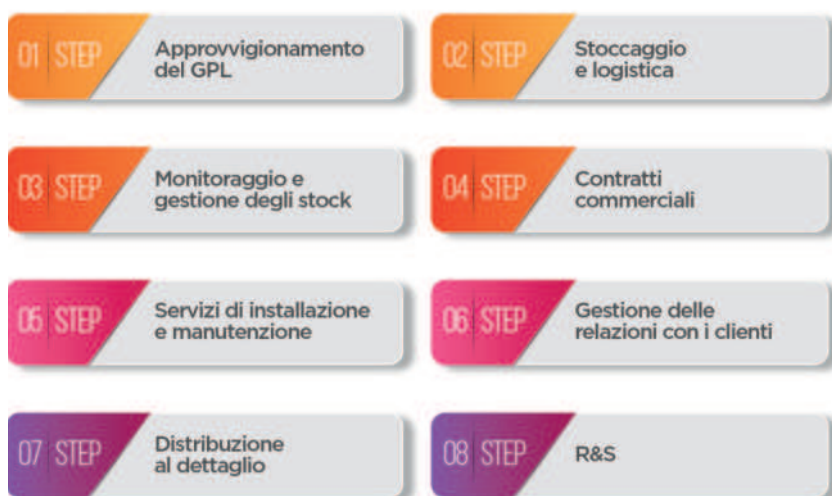 01 STEP
Approvvigionamento
del GPL
02 STEP
Stoccaggio
e logistica
03 STEP
Monitoraggio e
gestione degli stock
04 STEP
Contratti
commerciali
05 STEP
Servizi di installazione
e manutenzione
06 STEP
Gestione delle
relazioni con i clienti
07 STEP
Distribuzione
al dettaglio
08 STEP
R&S